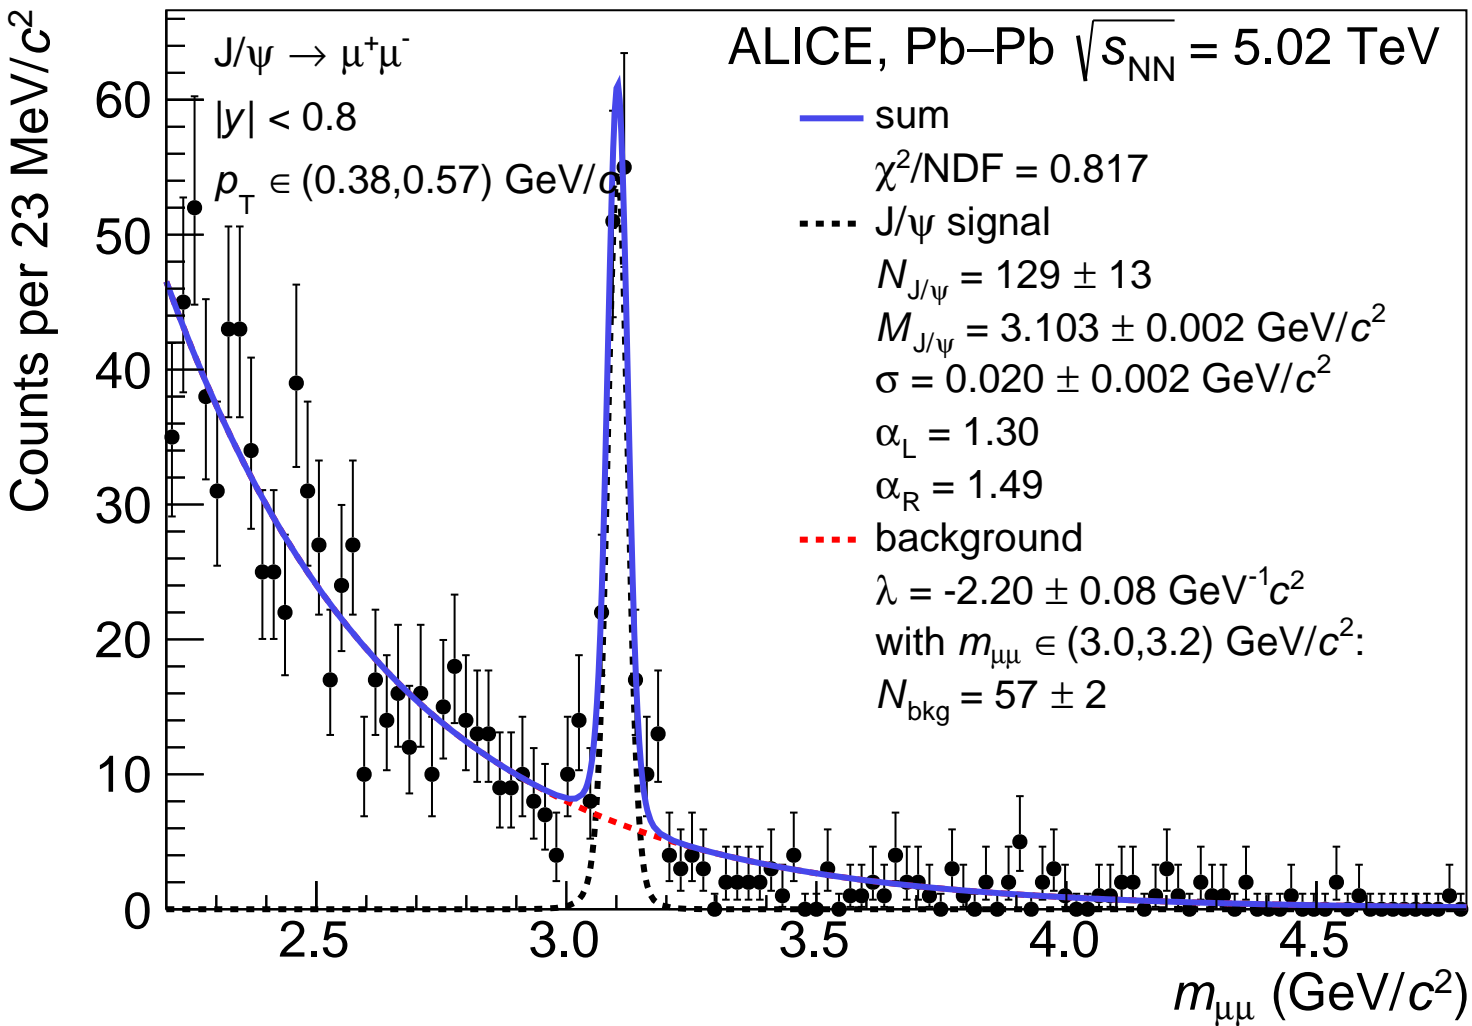 Counts per 23 MeV/c²
60
50
40
30
20
10
0
J/ψ → μ⁺μ⁻
|y| < 0.8
p_T ∈ (0.38,0.57) GeV/c
ALICE, Pb–Pb √s_NN = 5.02 TeV
sum
χ²/NDF = 0.817
J/ψ signal
N_J/ψ = 129 ± 13
M_J/ψ = 3.103 ± 0.002 GeV/c²
σ = 0.020 ± 0.002 GeV/c²
α_L = 1.30
α_R = 1.49
background
λ = -2.20 ± 0.08 GeV⁻¹c²
with m_μμ ∈ (3.0,3.2) GeV/c²:
N_bkg = 57 ± 2
2.5 3.0 3.5 4.0 4.5
m_μμ (GeV/c²)